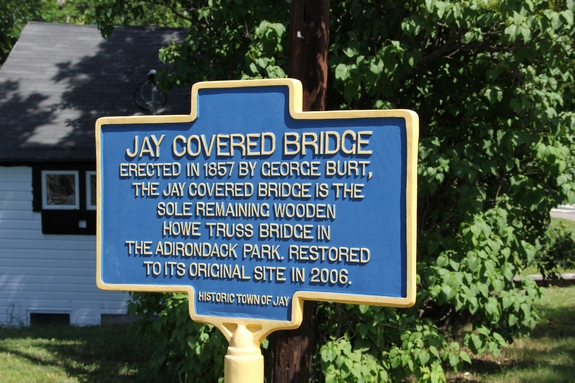 JAY COVERED BRIDGE
ERECTED IN 1857 BY GEORGE BURT,
THE JAY COVERED BRIDGE IS THE
SOLE REMAINING WOODEN
HOWE TRUSS BRIDGE IN
THE ADIRONDACK PARK. RESTORED
TO ITS ORIGINAL SITE IN 2006.
HISTORIC TOWN OF JAY